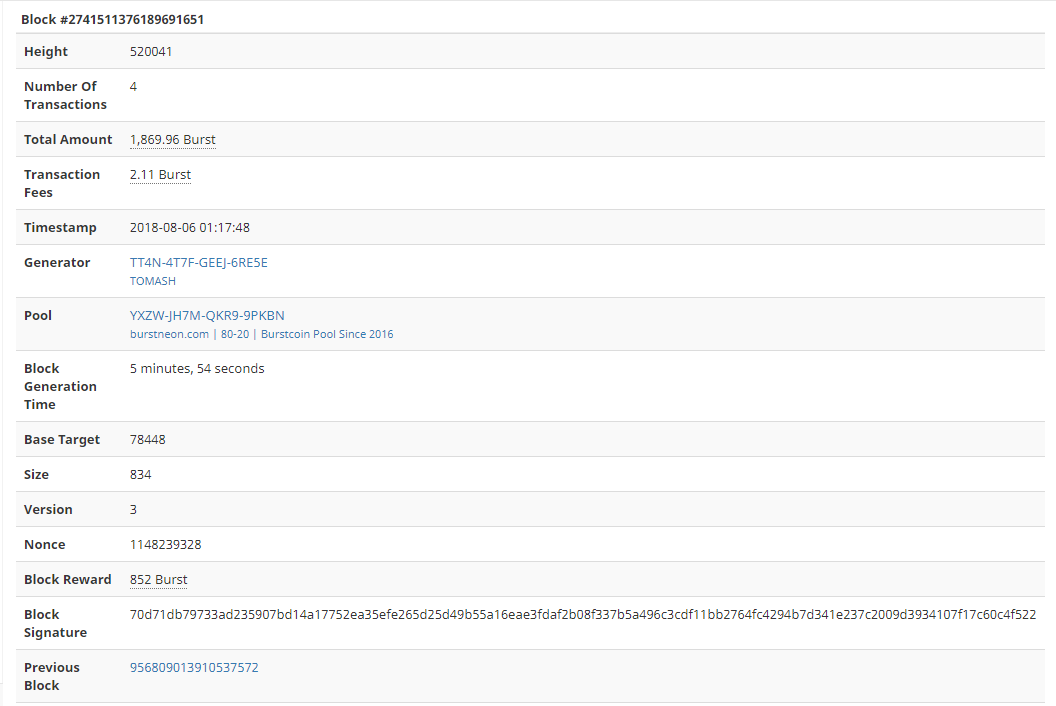 Block #2741511376189691651
Height 520041
Number Of 4
Transactions
Total Amount 1,869.96 Burst
Transaction 2.11 Burst
Fees
Timestamp 2018-08-06 01:17:48
Generator TT4N-4T7F-GEEJ-6RE5E
TOMASH
Pool YXZW-JH7M-QKR9-9PKBN
burstneon.com | 80-20 | Burstcoin Pool Since 2016
Block 5 minutes, 54 seconds
Generation
Time
Base Target 78448
Size 834
Version 3
Nonce 1148239328
Block Reward 852 Burst
Block 70d71db79733ad235907bd14a17752ea35efe265d25d49b55a16eae3fdaf2b08f337b5a496c3cdf11bb2764fc4294b7d341e237c2009d3934107f17c60c4f522
Signature
Previous 956809013910537572
Block